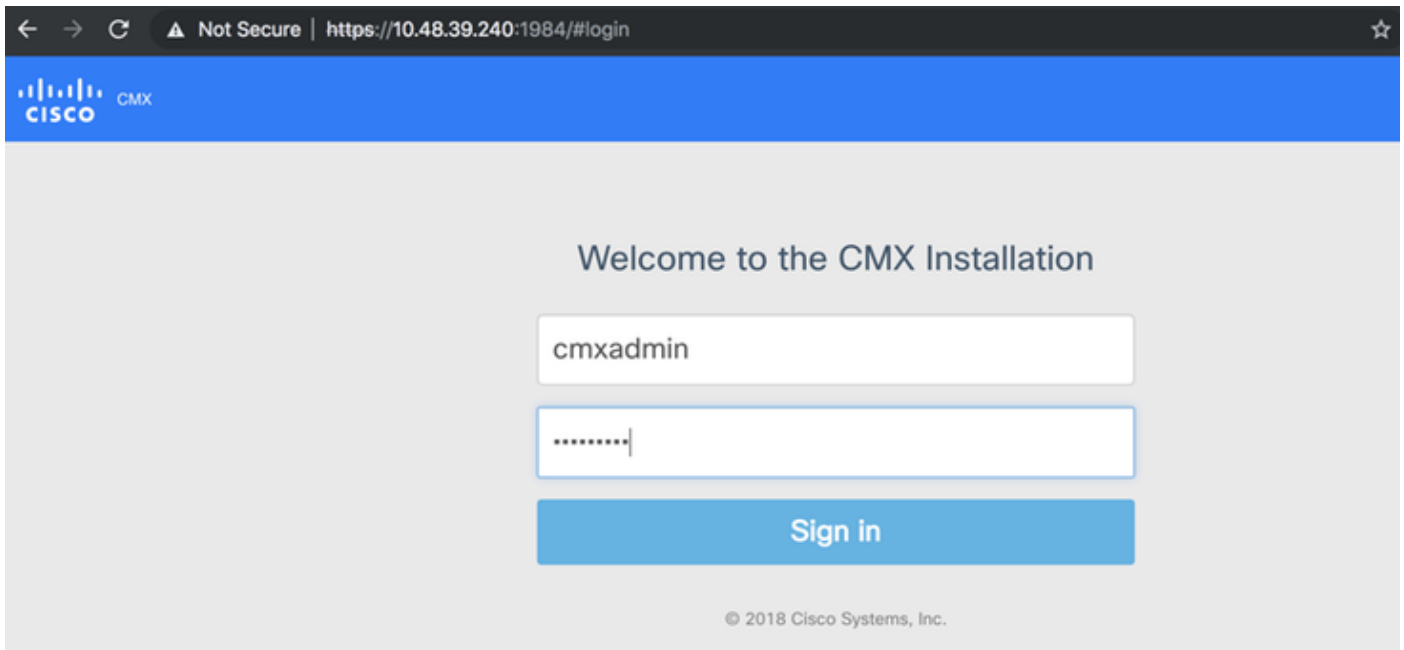 Not Secure | https://10.48.39.240:1984/#login
CISCO CMX
Welcome to the CMX Installation
cmxadmin
•••••••••
Sign in
© 2018 Cisco Systems, Inc.